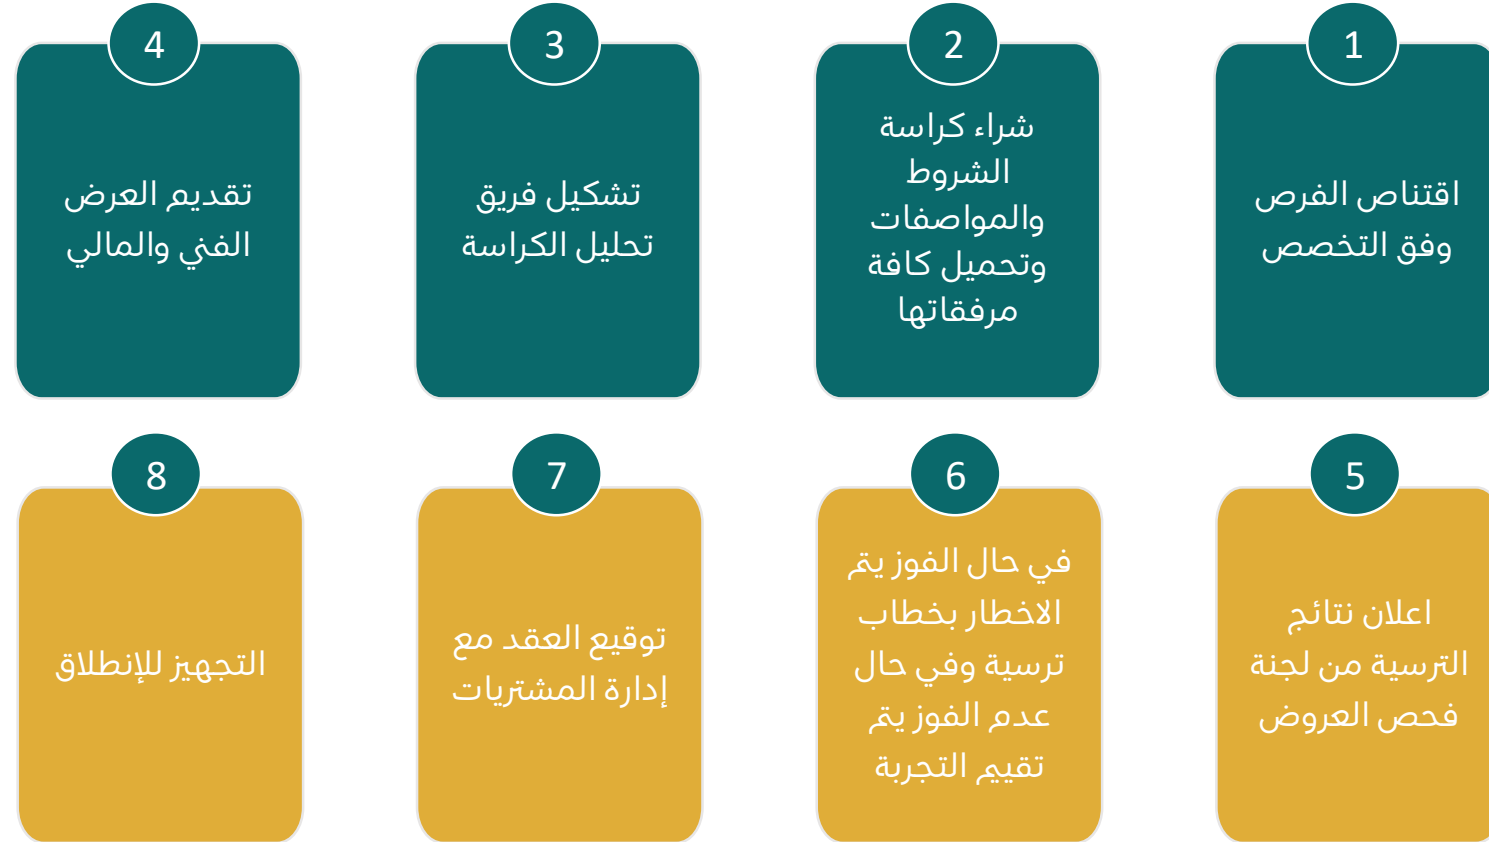 1
اقتناص الفرص
وفق التخصص
2
شراء كراسة
الشروط
والمواصفات
وتحميل كافة
مرفقاتها
3
تشكيل فريق
تحليل الكراسة
4
تقديم العرض
الفني والمالي
5
اعلان نتائج
الترسية من لجنة
فحص العروض
6
في حال الفوز يتم
الاخطار بخطاب
ترسية وفي حال
عدم الفوز يتم
تقييم التجربة
7
توقيع العقد مع
إدارة المشتريات
8
التجهيز للإنطلاق